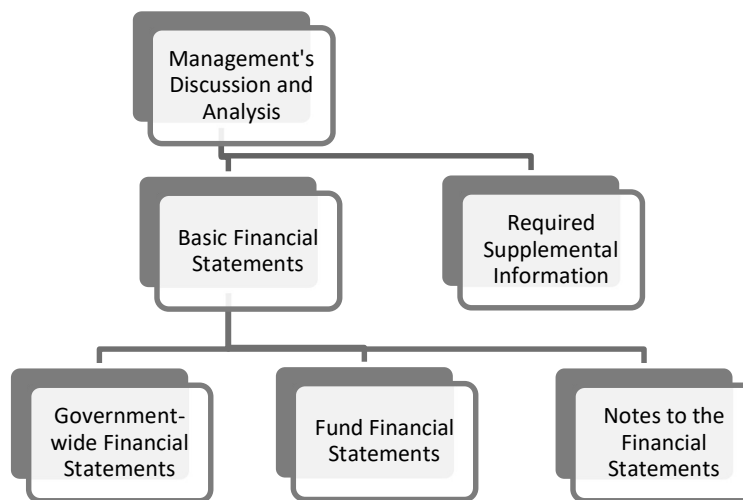 Management's
Discussion and
Analysis
Basic Financial
Statements
Required
Supplemental
Information
Government-
wide Financial
Statements
Fund Financial
Statements
Notes to the
Financial
Statements